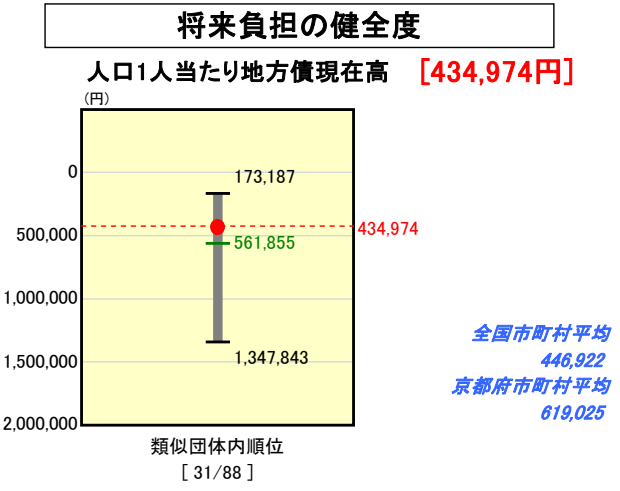 将来負担の健全度
人口1人当たり地方債現在高 [434,974円]
(円)
0
173,187
500,000
434,974
561,855
1,000,000
1,347,843
1,500,000
2,000,000
全国市町村平均
446,922
京都府市町村平均
619,025
類似団体内順位
[ 31/88 ]